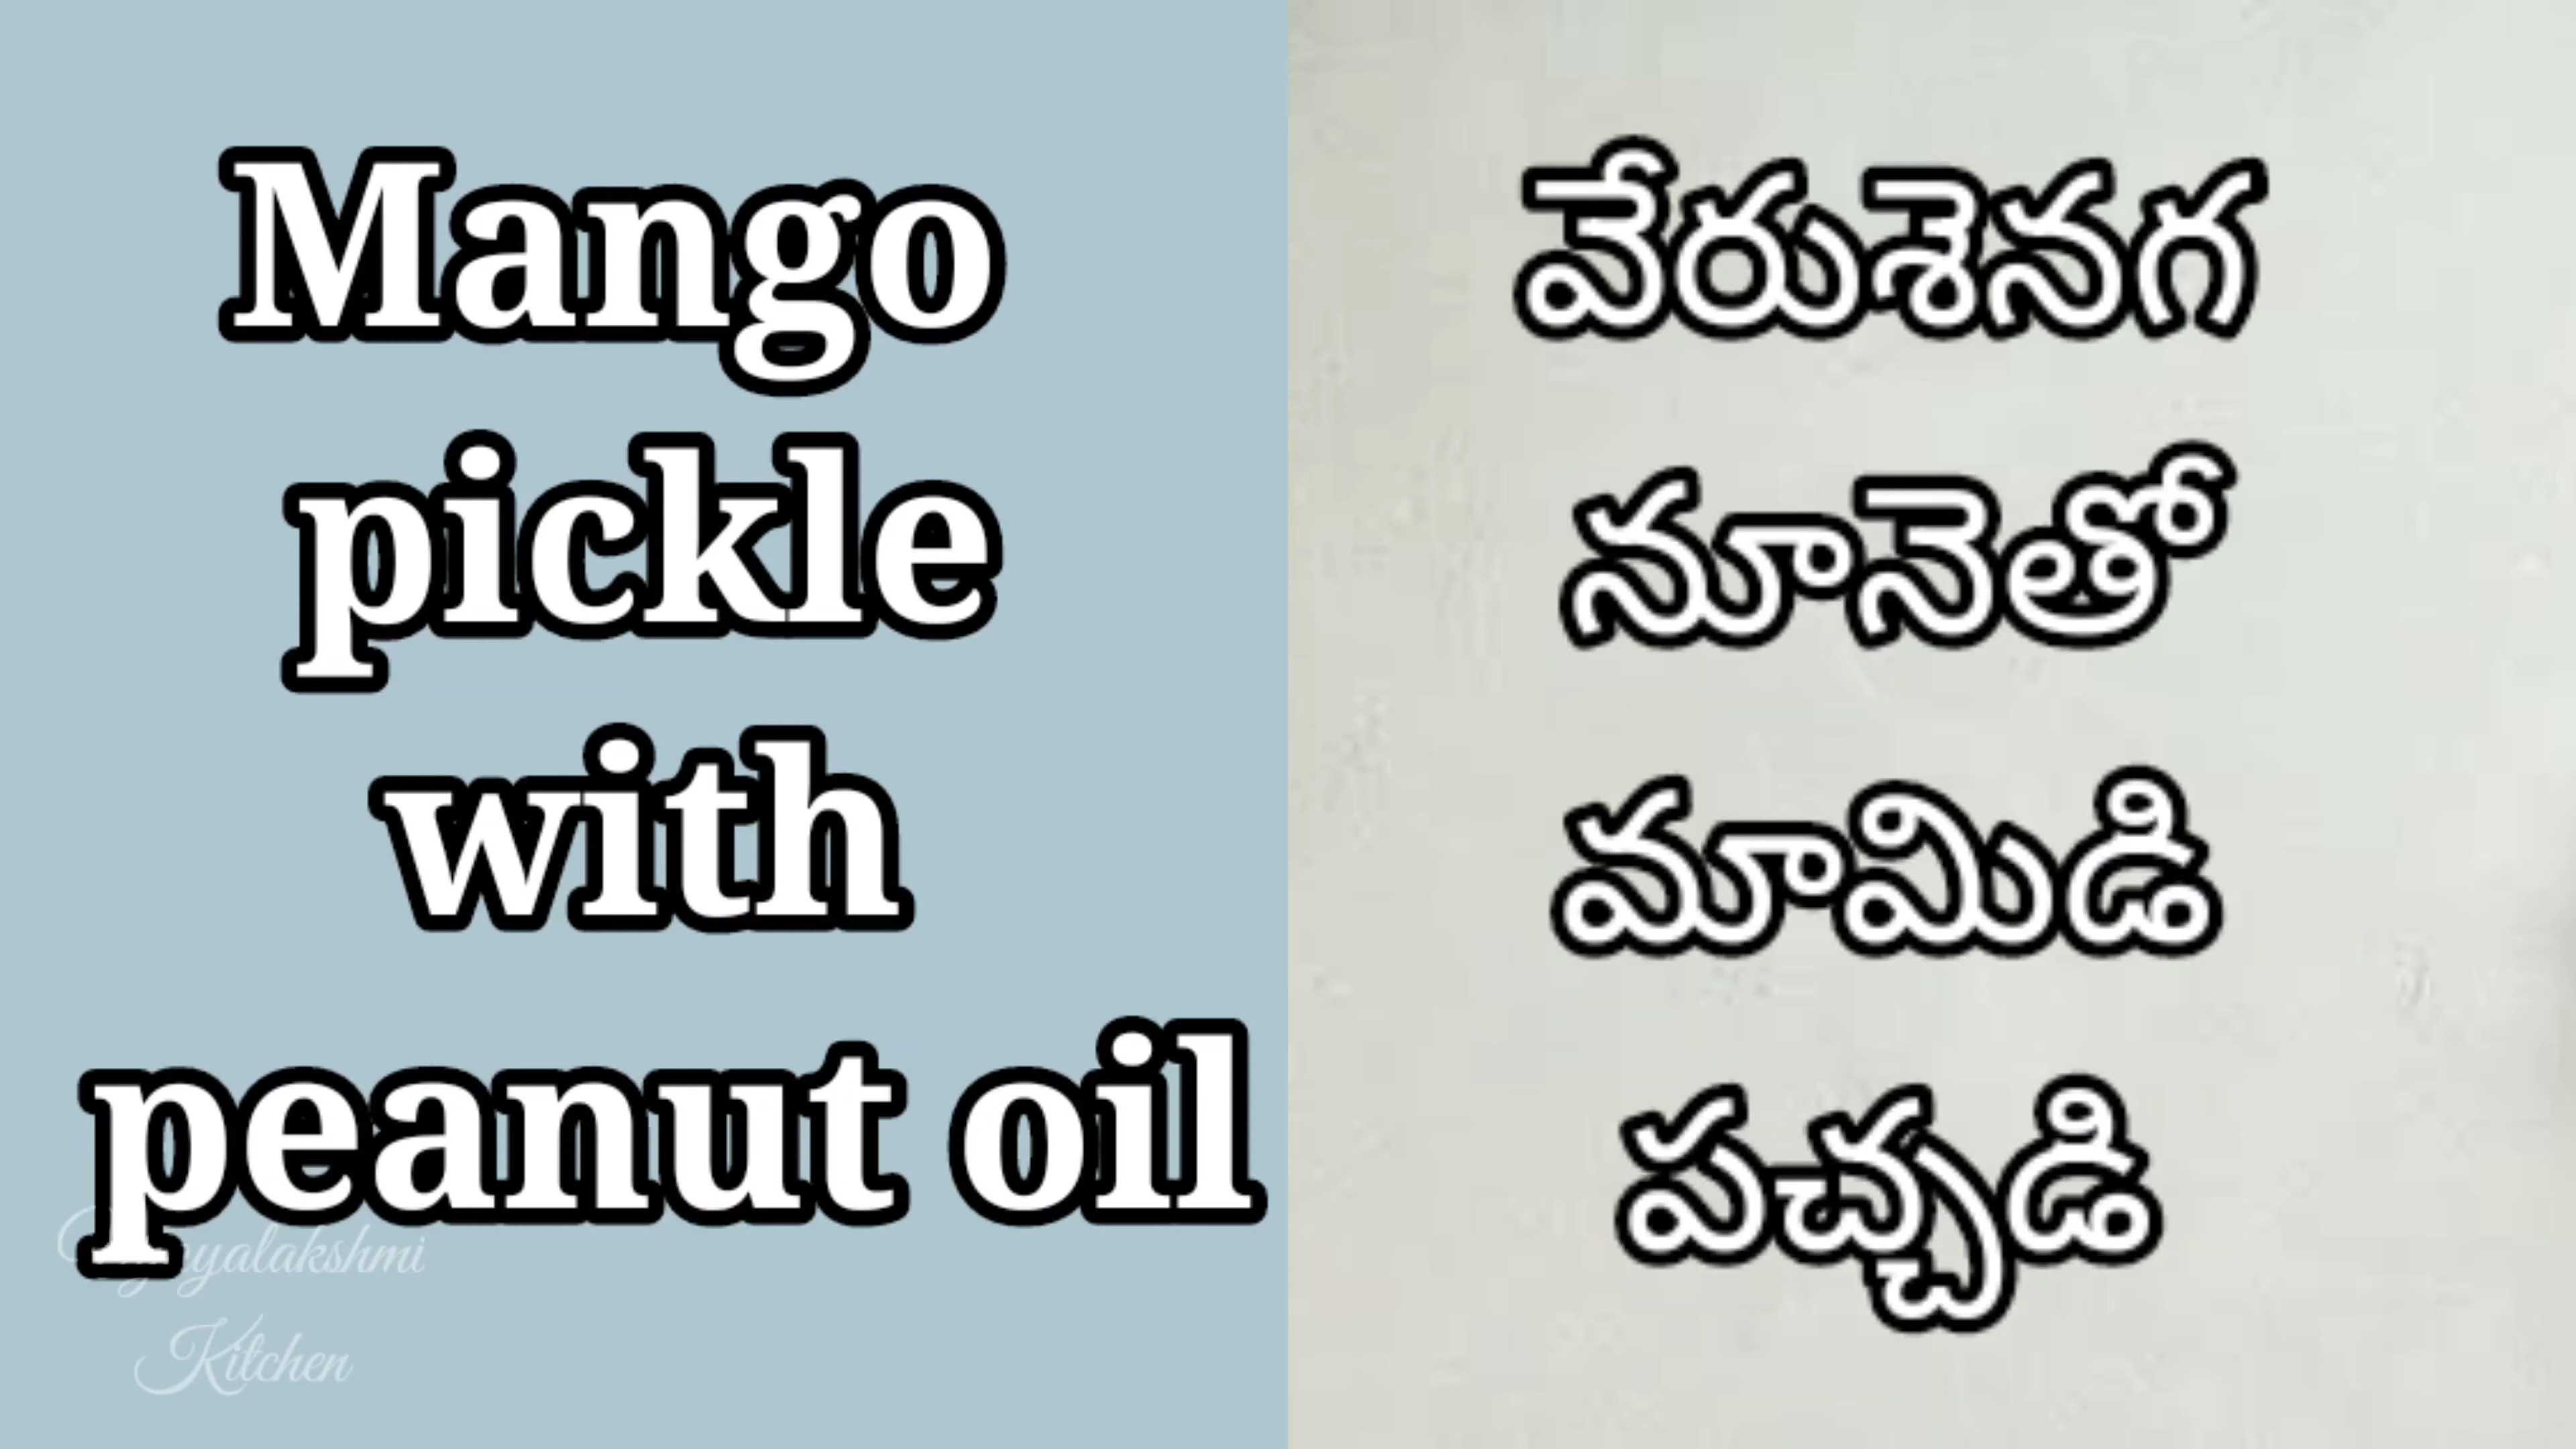 Mango
pickle
with
peanut oil
వేరుశెనగ
నూనెతో
మామిడి
పచ్చడి
Kitchen